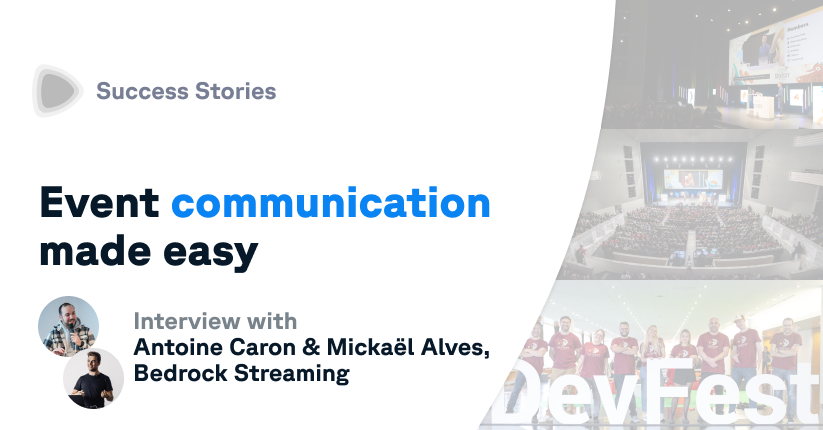 Success Stories
Event communication
made easy
Interview with
Antoine Caron & Mickaël Alves,
Bedrock Streaming
DevFest